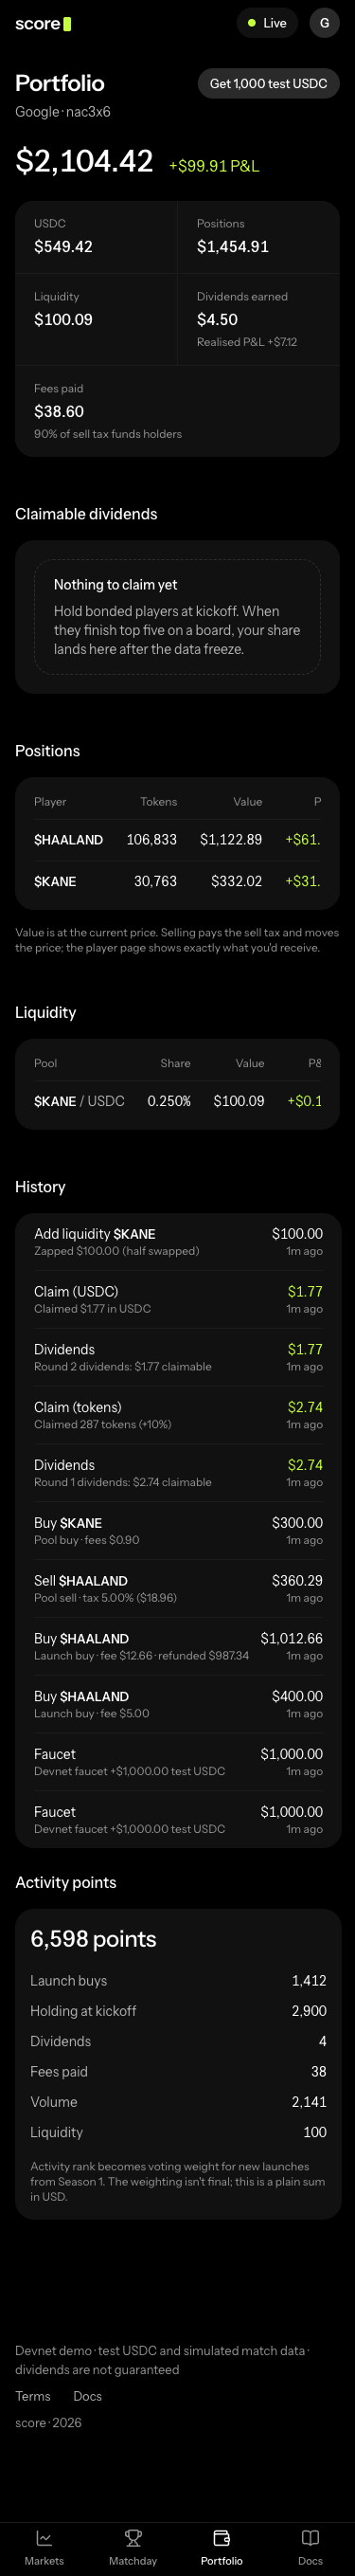 score
Live
G
Portfolio
Get 1,000 test USDC
Google · nac3x6
$2,104.42 +$99.91 P&L
USDC
$549.42
Positions
$1,454.91
Liquidity
$100.09
Dividends earned
$4.50
Realised P&L +$7.12
Fees paid
$38.60
90% of sell tax funds holders
Claimable dividends
Nothing to claim yet
Hold bonded players at kickoff. When
they finish top five on a board, your share
lands here after the data freeze.
Positions
Player Tokens Value P
$HAALAND 106,833 $1,122.89 +$61.
$KANE 30,763 $332.02 +$31.
Value is at the current price. Selling pays the sell tax and moves
the price; the player page shows exactly what you'd receive.
Liquidity
Pool Share Value P&
$KANE / USDC 0.250% $100.09 +$0.1
History
Add liquidity $KANE $100.00
Zapped $100.00 (half swapped) 1m ago
Claim (USDC) $1.77
Claimed $1.77 in USDC 1m ago
Dividends $1.77
Round 2 dividends: $1.77 claimable 1m ago
Claim (tokens) $2.74
Claimed 287 tokens (+10%) 1m ago
Dividends $2.74
Round 1 dividends: $2.74 claimable 1m ago
Buy $KANE $300.00
Pool buy · fees $0.90 1m ago
Sell $HAALAND $360.29
Pool sell · tax 5.00% ($18.96) 1m ago
Buy $HAALAND $1,012.66
Launch buy · fee $12.66 · refunded $987.34 1m ago
Buy $HAALAND $400.00
Launch buy · fee $5.00 1m ago
Faucet $1,000.00
Devnet faucet +$1,000.00 test USDC 1m ago
Faucet $1,000.00
Devnet faucet +$1,000.00 test USDC 1m ago
Activity points
6,598 points
Launch buys 1,412
Holding at kickoff 2,900
Dividends 4
Fees paid 38
Volume 2,141
Liquidity 100
Activity rank becomes voting weight for new launches
from Season 1. The weighting isn't final; this is a plain sum
in USD.
Devnet demo · test USDC and simulated match data ·
dividends are not guaranteed
Terms Docs
score · 2026
Markets Matchday Portfolio Docs